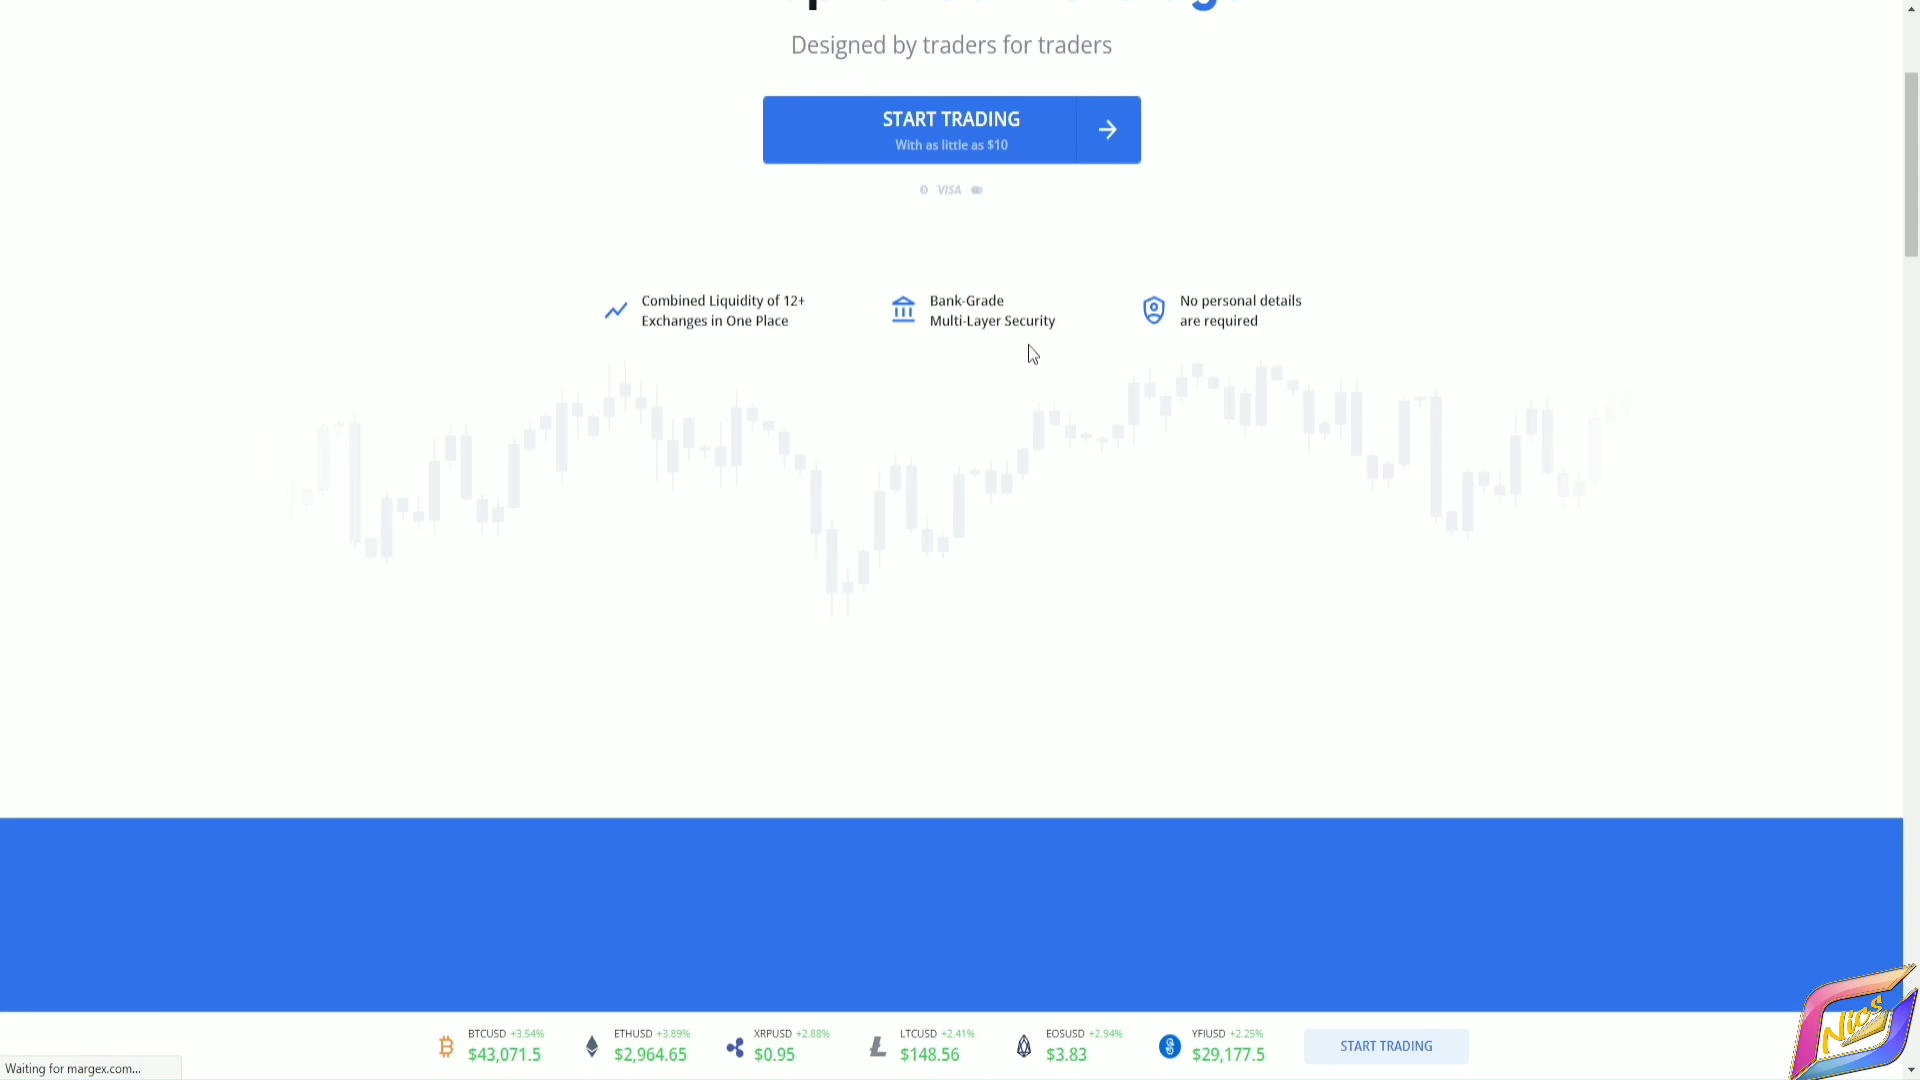 Designed by traders for traders
START TRADING
With as little as $10
VISA
Combined Liquidity of 12+
Exchanges in One Place
Bank-Grade
Multi-Layer Security
No personal details
are required
BTCUSD +3.54%
$43,071.5
ETHUSD +3.89%
$2,964.65
XRPUSD +2.88%
$0.95
LTCUSD +2.41%
$148.56
EOSUSD +2.94%
$3.83
YFIUSD +2.25%
$29,177.5
START TRADING
Waiting for margex.com...
Nics